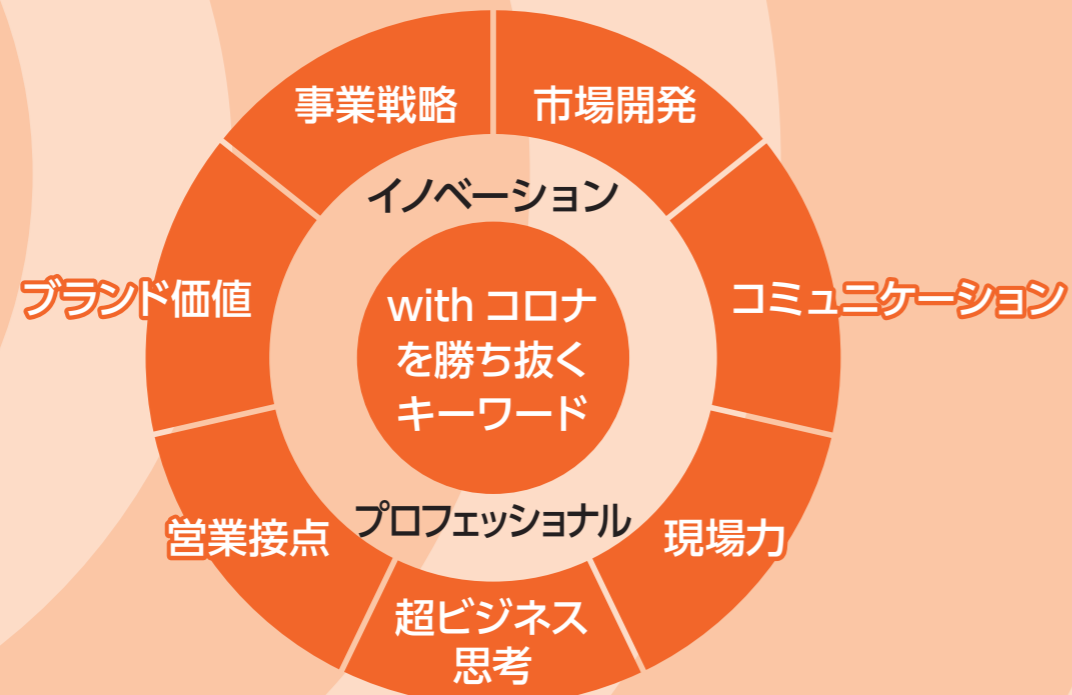 事業戦略
市場開発
イノベーション
ブランド価値
with コロナ
を勝ち抜く
キーワード
コミュニケーション
営業接点
プロフェッショナル
現場力
超ビジネス
思考